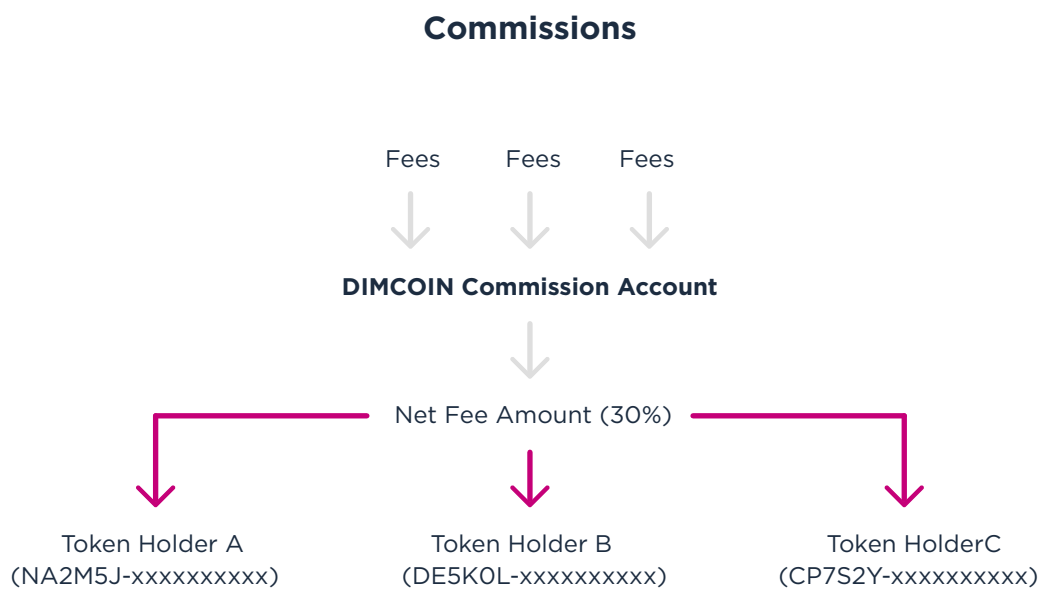 Commissions
Fees Fees Fees
DIMCOIN Commission Account
Net Fee Amount (30%)
Token Holder A Token Holder B Token HolderC
(NA2M5J-xxxxxxxxxx) (DE5K0L-xxxxxxxxxx) (CP7S2Y-xxxxxxxxxx)